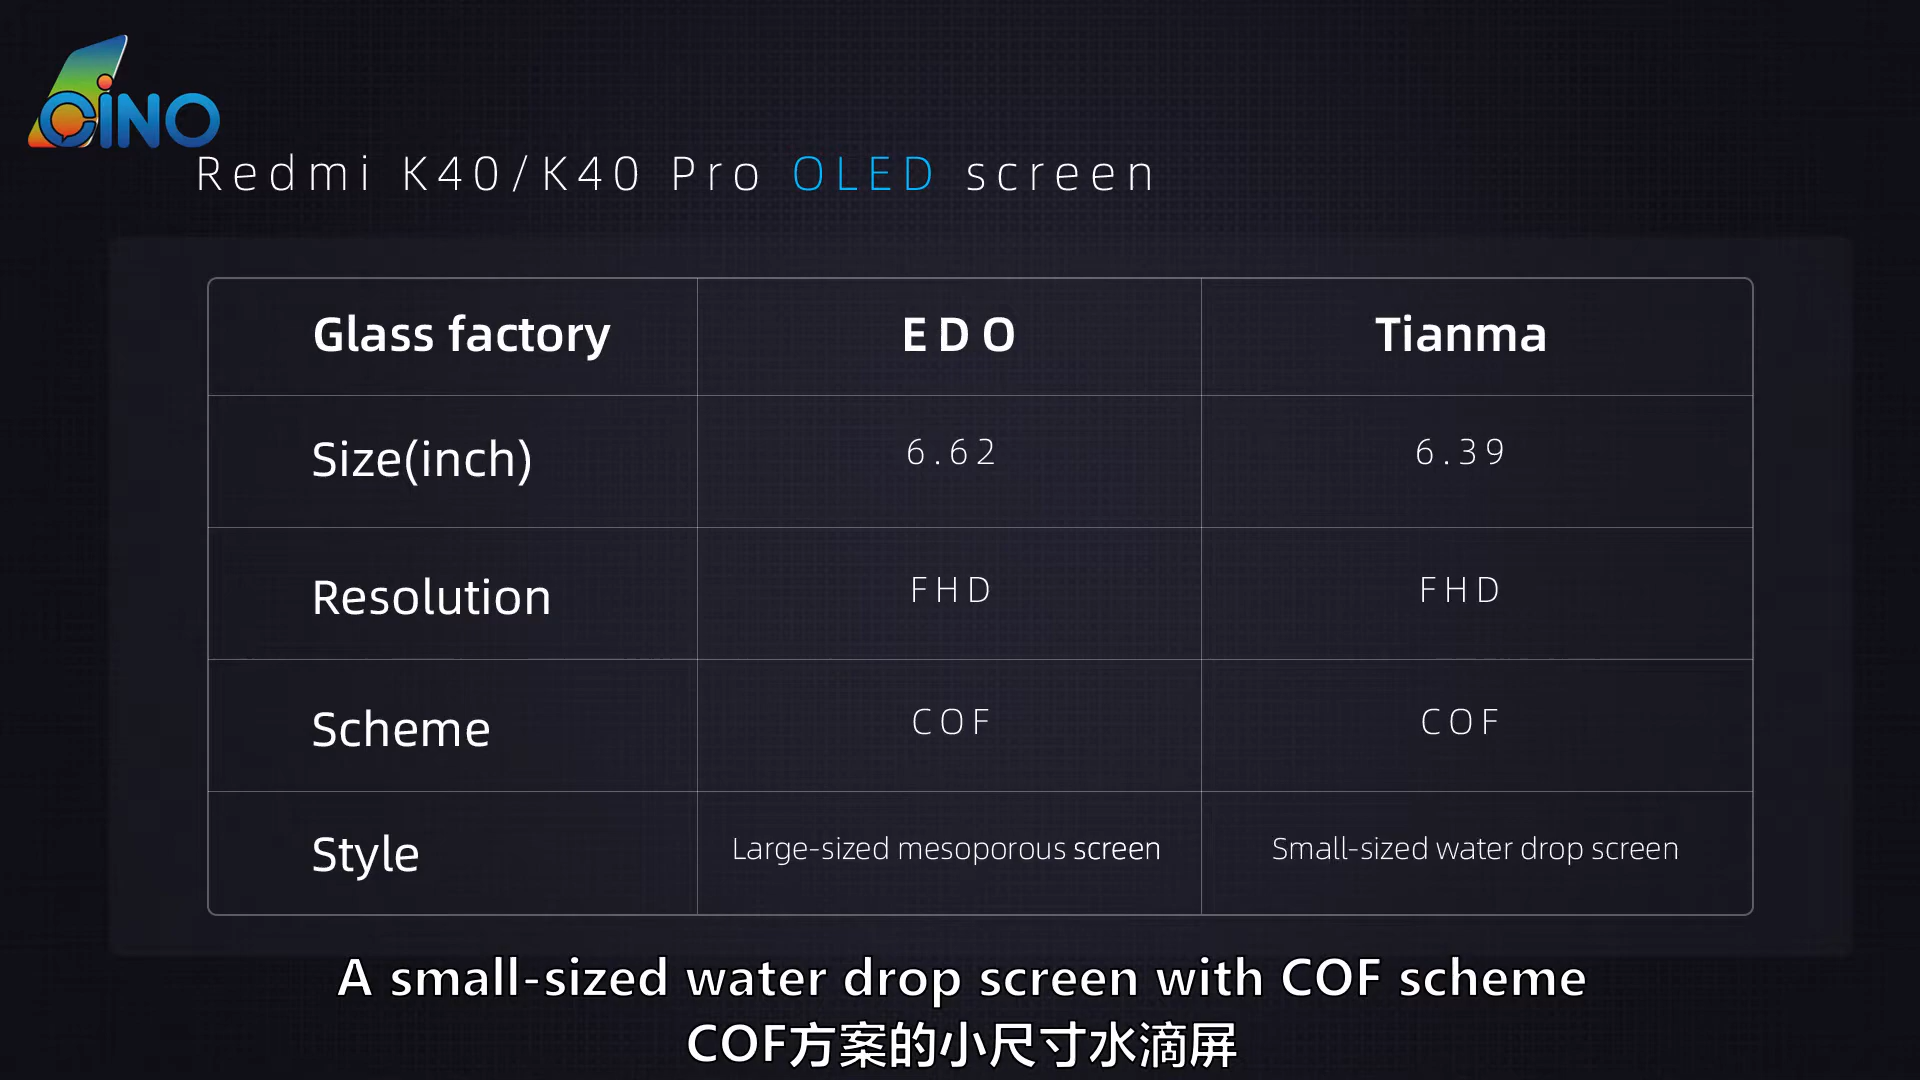 CINO
Redmi K40/K40 Pro OLED screen
Glass factory EDO Tianma
Size(inch) 6.62 6.39
Resolution FHD FHD
Scheme COF COF
Style Large-sized mesoporous screen Small-sized water drop screen
A small-sized water drop screen with COF scheme
COF方案的小尺寸水滴屏